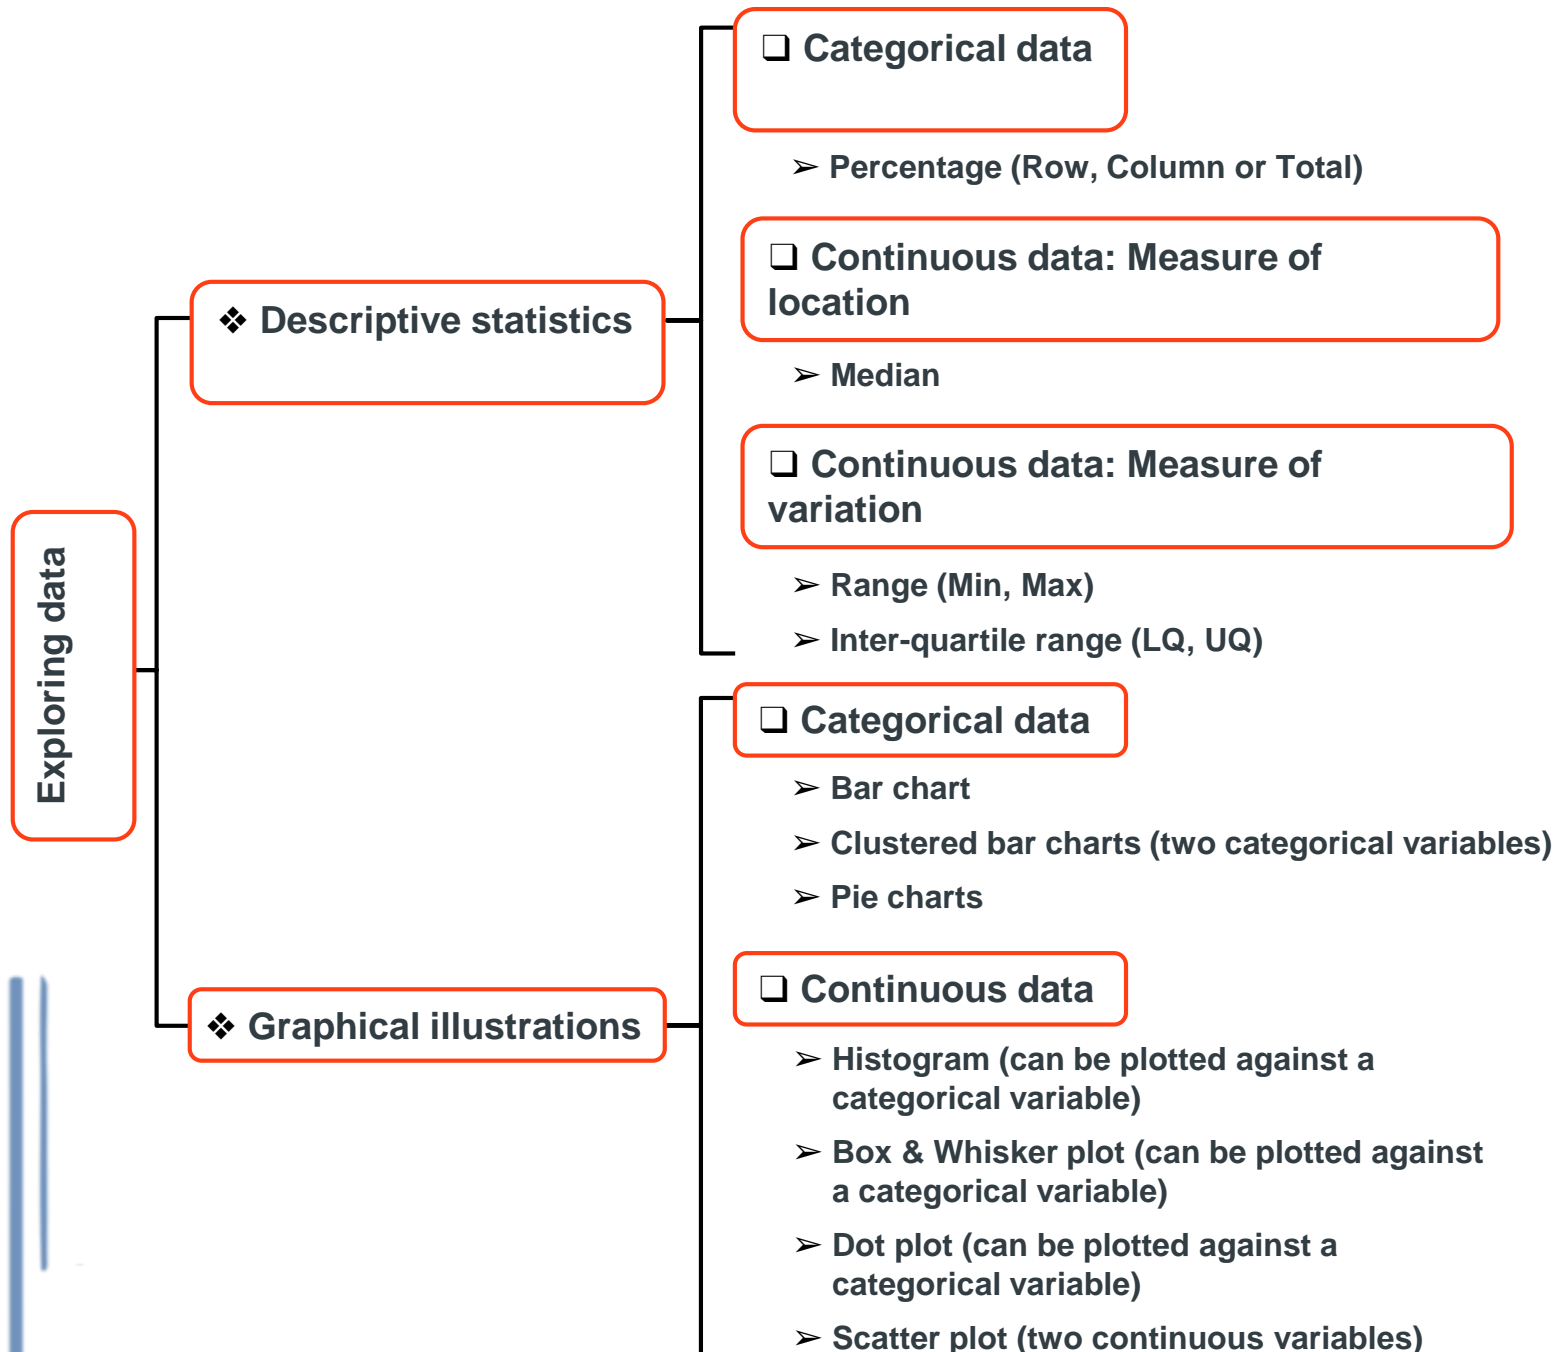 Exploring data
❖ Descriptive statistics
❑ Categorical data
➢ Percentage (Row, Column or Total)
❑ Continuous data: Measure of
location
➢ Median
❑ Continuous data: Measure of
variation
➢ Range (Min, Max)
➢ Inter-quartile range (LQ, UQ)
❖ Graphical illustrations
❑ Categorical data
➢ Bar chart
➢ Clustered bar charts (two categorical variables)
➢ Pie charts
❑ Continuous data
➢ Histogram (can be plotted against a
categorical variable)
➢ Box & Whisker plot (can be plotted against
a categorical variable)
➢ Dot plot (can be plotted against a
categorical variable)
➢ Scatter plot (two continuous variables)